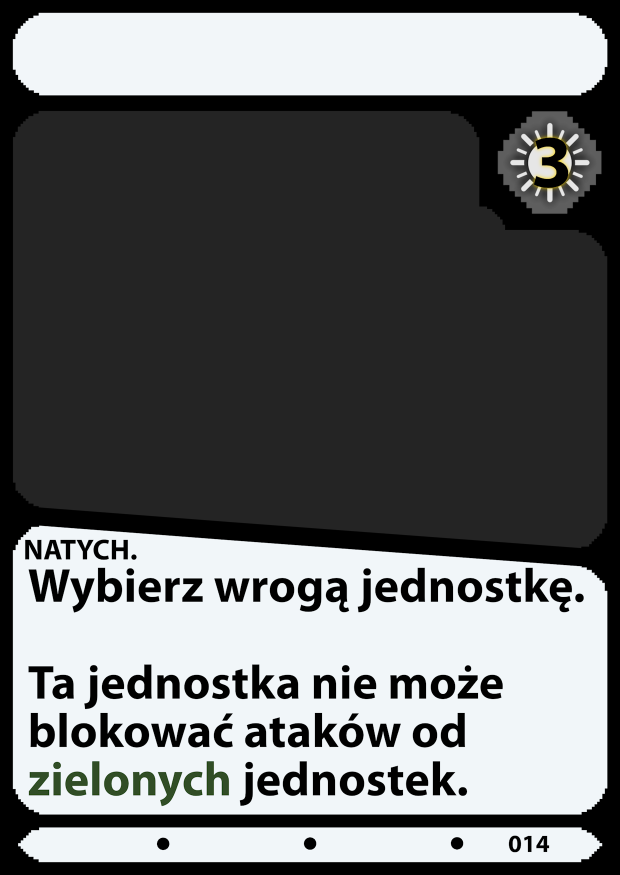 3
NATYCH.
Wybierz wrogą jednostkę.
Ta jednostka nie może
blokować ataków od
zielonych jednostek.
• • • 014